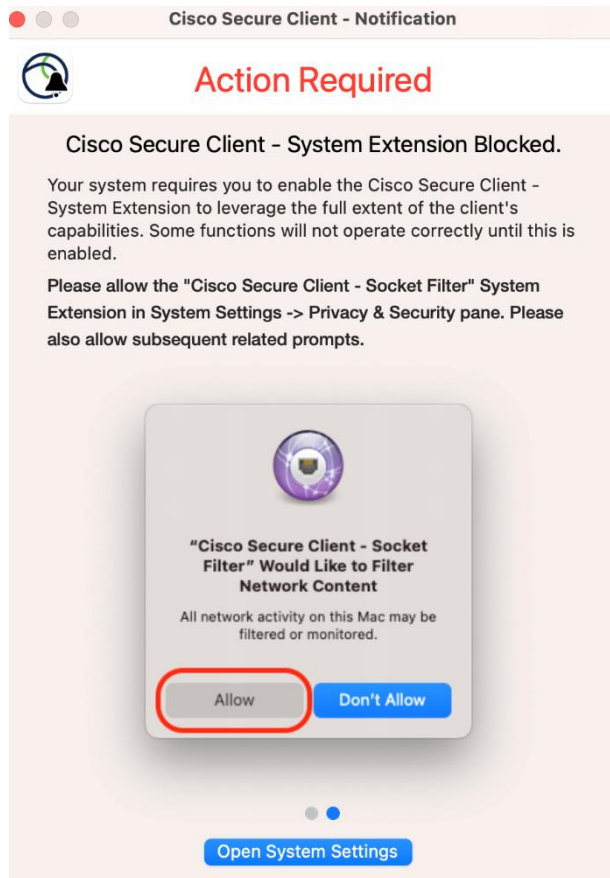 Cisco Secure Client - Notification
Action Required
Cisco Secure Client - System Extension Blocked.
Your system requires you to enable the Cisco Secure Client -
System Extension to leverage the full extent of the client's
capabilities. Some functions will not operate correctly until this is
enabled.
Please allow the "Cisco Secure Client - Socket Filter" System
Extension in System Settings -> Privacy & Security pane. Please
also allow subsequent related prompts.
“Cisco Secure Client - Socket
Filter” Would Like to Filter
Network Content
All network activity on this Mac may be
filtered or monitored.
Allow
Don't Allow
Open System Settings